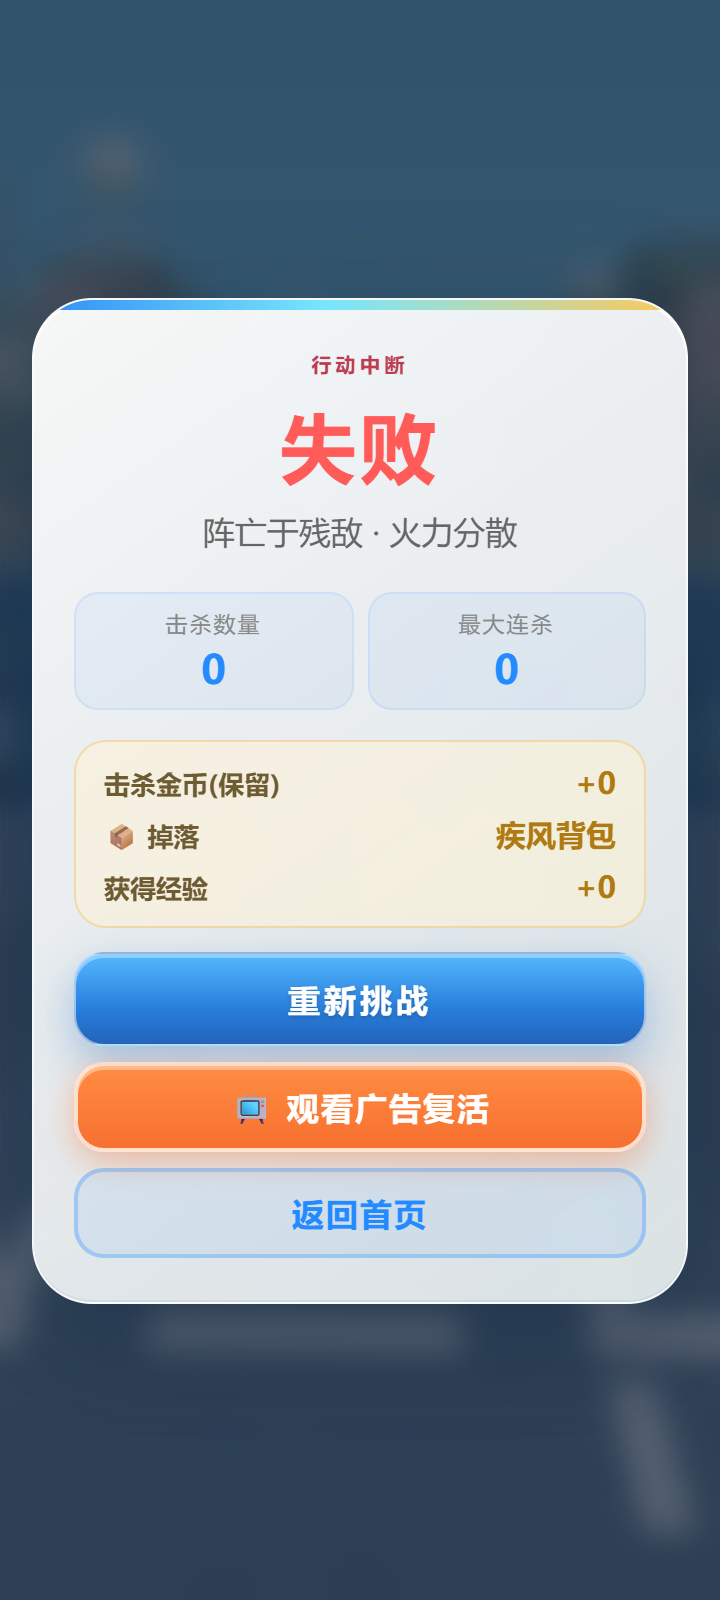 行动中断
失败
阵亡于残敌 · 火力分散
击杀数量
0
最大连杀
0
击杀金币(保留) +0
掉落 疾风背包
获得经验 +0
重新挑战
观看广告复活
返回首页